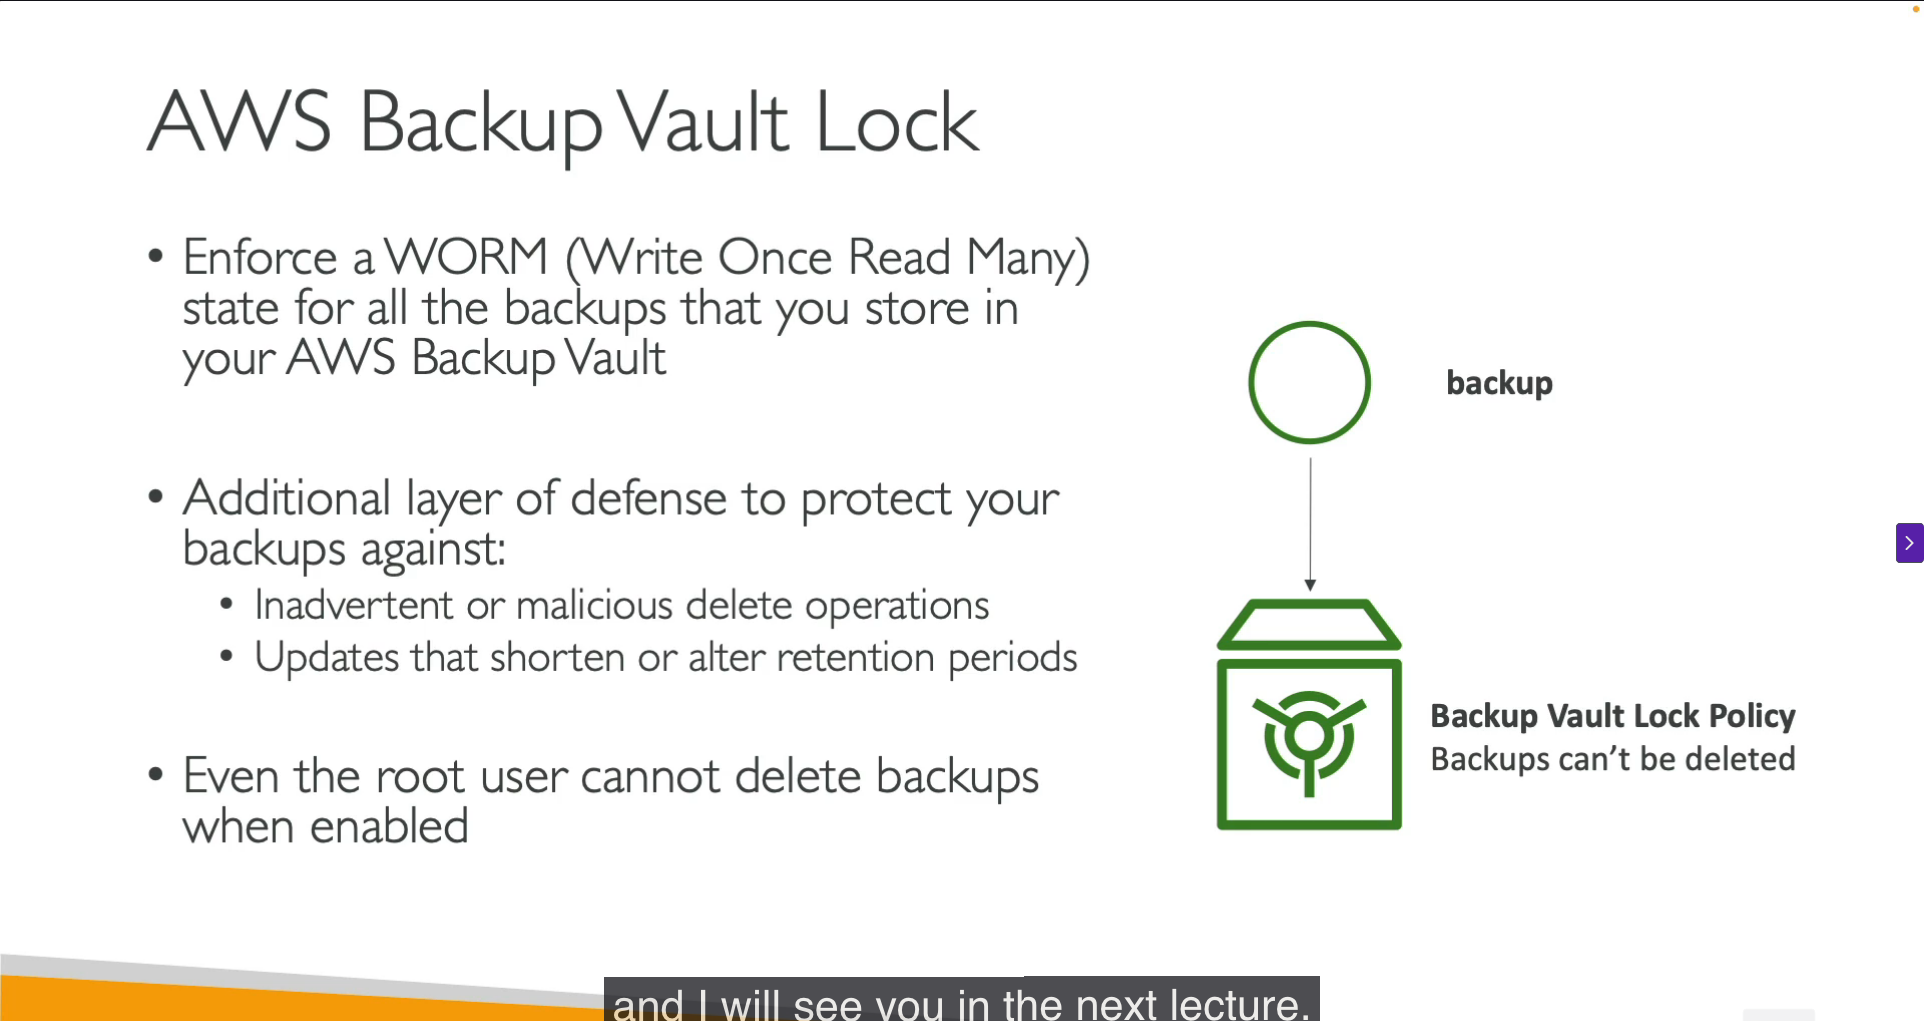 AWS Backup Vault Lock
• Enforce a WORM (Write Once Read Many)
state for all the backups that you store in
your AWS Backup Vault
• Additional layer of defense to protect your
backups against:
• Inadvertent or malicious delete operations
• Updates that shorten or alter retention periods
• Even the root user cannot delete backups
when enabled
backup
Backup Vault Lock Policy
Backups can't be deleted
and I will see you in the next lecture.